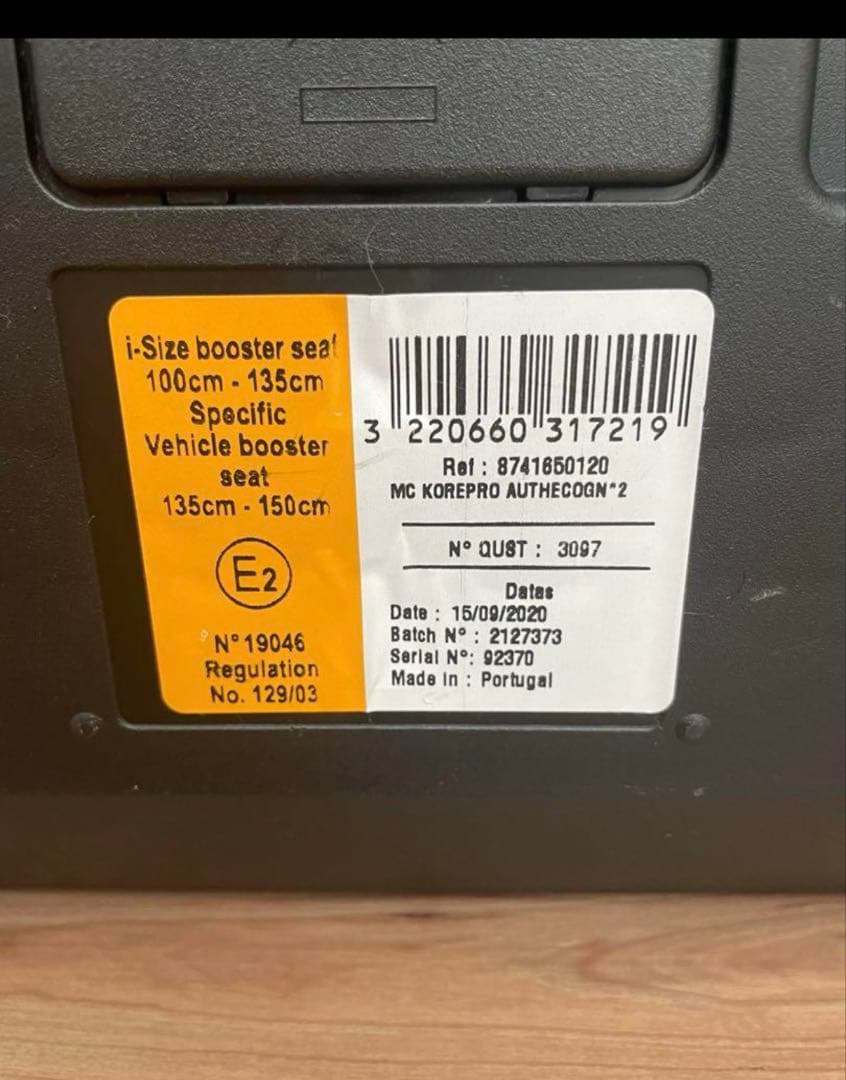 i-Size booster seat
100cm - 135cm
Specific
Vehicle booster
seat
135cm - 150cm
E2
N° 19046
Regulation
No. 129/03
3 220660 317219
Ref : 8741650120
MC KOREPRO AUTHECOGN*2
N° QUST : 3097
Datas
Date : 15/09/2020
Batch N° : 2127373
Serial N°: 92370
Made in : Portugal